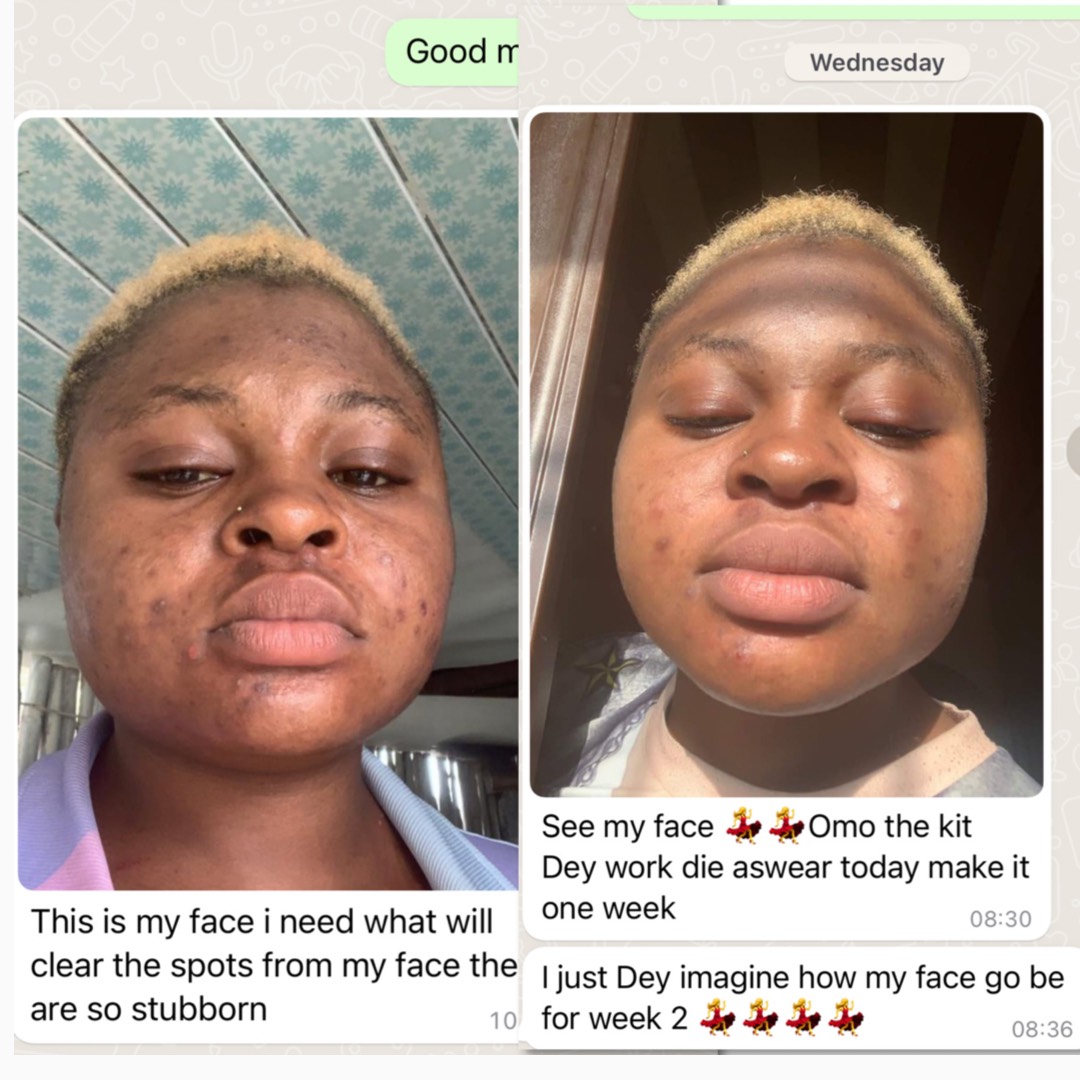 Good m
This is my face i need what will
clear the spots from my face the
are so stubborn
10
Wednesday
See my face 💃💃Omo the kit
Dey work die aswear today make it
one week
08:30
I just Dey imagine how my face go be
for week 2 💃💃💃💃
08:36